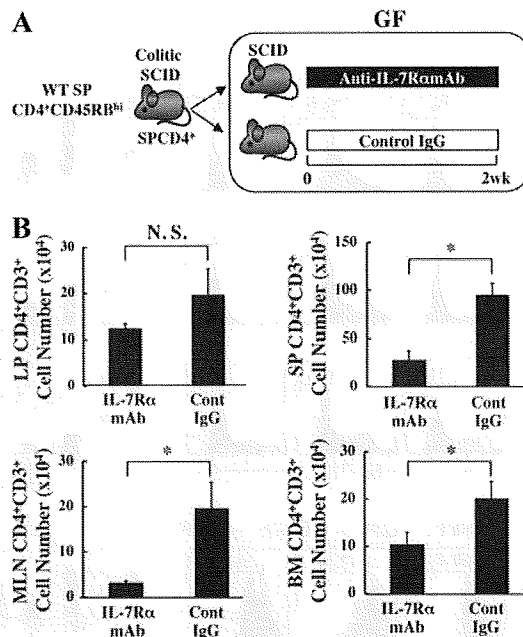 A
GF
Colitic
SCID
SCID
WT SP
CD4⁺CD45RBʰⁱ
SPCD4⁺
Anti-IL-7RαmAb
Control IgG
0
2wk
B
N. S.
LP CD4⁺CD3⁺
Cell Number (x10⁴)
30
20
10
0
IL-7Rα
mAb
Cont
IgG
*
SP CD4⁺CD3⁺
Cell Number (x10⁴)
150
100
50
0
IL-7Rα
mAb
Cont
IgG
*
MLN CD4⁺CD3⁺
Cell Number (x10⁴)
30
20
10
0
IL-7Rα
mAb
Cont
IgG
*
BM CD4⁺CD3⁺
Cell Number (x10⁴)
30
20
10
0
IL-7Rα
mAb
Cont
IgG